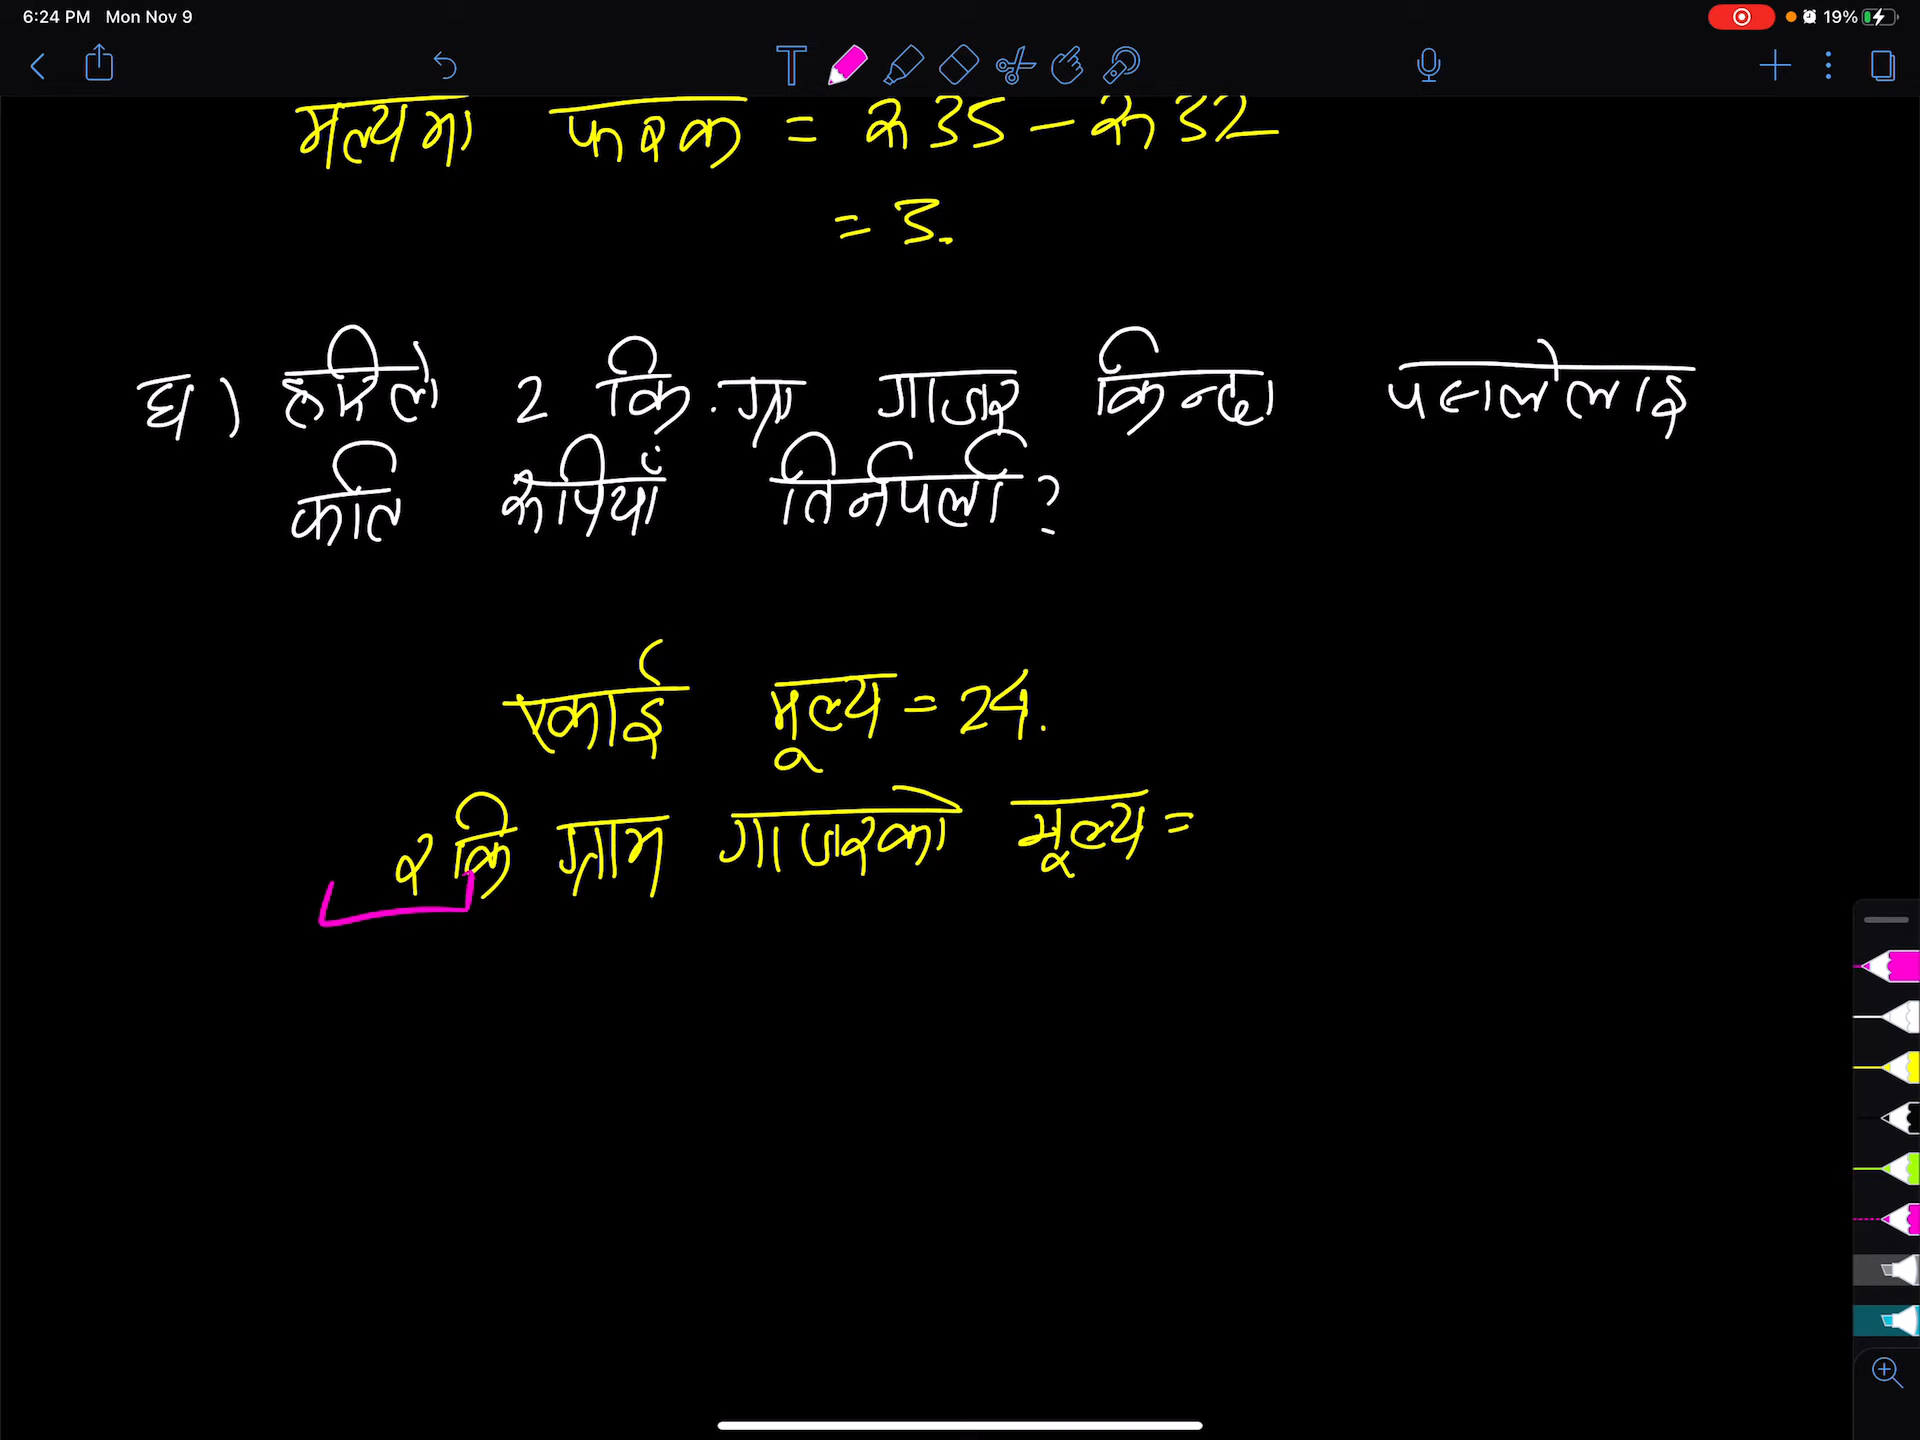 6:24 PM Mon Nov 9 19%
मूल्यमा फरक = रु 35 - रु 32
= 3.
घ) हरिले 2 कि.ग्रा गाजर किन्दा पसलेलाइ
कति रुपियाँ तिर्नुपर्ला?
एकाई मूल्य = 24.
२ कि ग्राम गाजरको मूल्य =